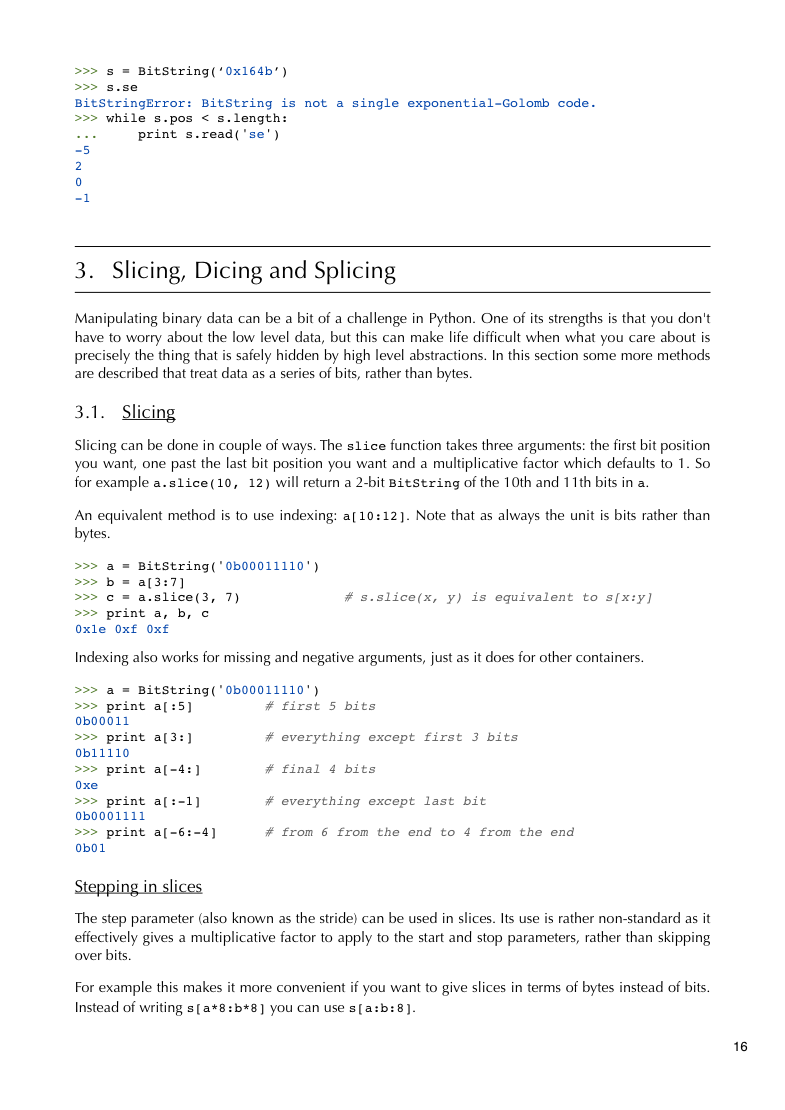 >>> s = BitString(‘0x164b’)
>>> s.se
BitStringError: BitString is not a single exponential-Golomb code.
>>> while s.pos < s.length:
...     print s.read('se')
-5
2
0
-1
3. Slicing, Dicing and Splicing
Manipulating binary data can be a bit of a challenge in Python. One of its strengths is that you don't
have to worry about the low level data, but this can make life difficult when what you care about is
precisely the thing that is safely hidden by high level abstractions. In this section some more methods
are described that treat data as a series of bits, rather than bytes.
3.1. Slicing
Slicing can be done in couple of ways. The slice function takes three arguments: the first bit position
you want, one past the last bit position you want and a multiplicative factor which defaults to 1. So
for example a.slice(10, 12) will return a 2-bit BitString of the 10th and 11th bits in a.
An equivalent method is to use indexing: a[10:12]. Note that as always the unit is bits rather than
bytes.
>>> a = BitString('0b00011110')
>>> b = a[3:7]
>>> c = a.slice(3, 7)             # s.slice(x, y) is equivalent to s[x:y]
>>> print a, b, c
0x1e 0xf 0xf
Indexing also works for missing and negative arguments, just as it does for other containers.
>>> a = BitString('0b00011110')
>>> print a[:5]         # first 5 bits
0b00011
>>> print a[3:]         # everything except first 3 bits
0b11110
>>> print a[-4:]        # final 4 bits
0xe
>>> print a[:-1]        # everything except last bit
0b0001111
>>> print a[-6:-4]      # from 6 from the end to 4 from the end
0b01
Stepping in slices
The step parameter (also known as the stride) can be used in slices. Its use is rather non-standard as it
effectively gives a multiplicative factor to apply to the start and stop parameters, rather than skipping
over bits.
For example this makes it more convenient if you want to give slices in terms of bytes instead of bits.
Instead of writing s[a*8:b*8] you can use s[a:b:8].
16